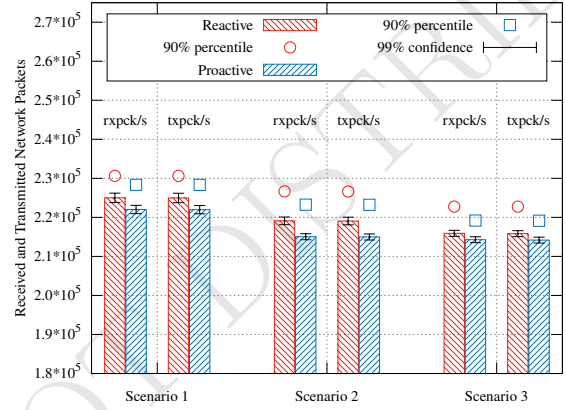 Received and Transmitted Network Packets
2.7*10^5
2.6*10^5
2.5*10^5
2.4*10^5
2.3*10^5
2.2*10^5
2.1*10^5
2.0*10^5
1.9*10^5
1.8*10^5
Reactive
90% percentile
90% percentile
99% confidence
Proactive
rxpck/s txpck/s rxpck/s txpck/s rxpck/s txpck/s
Scenario 1 Scenario 2 Scenario 3